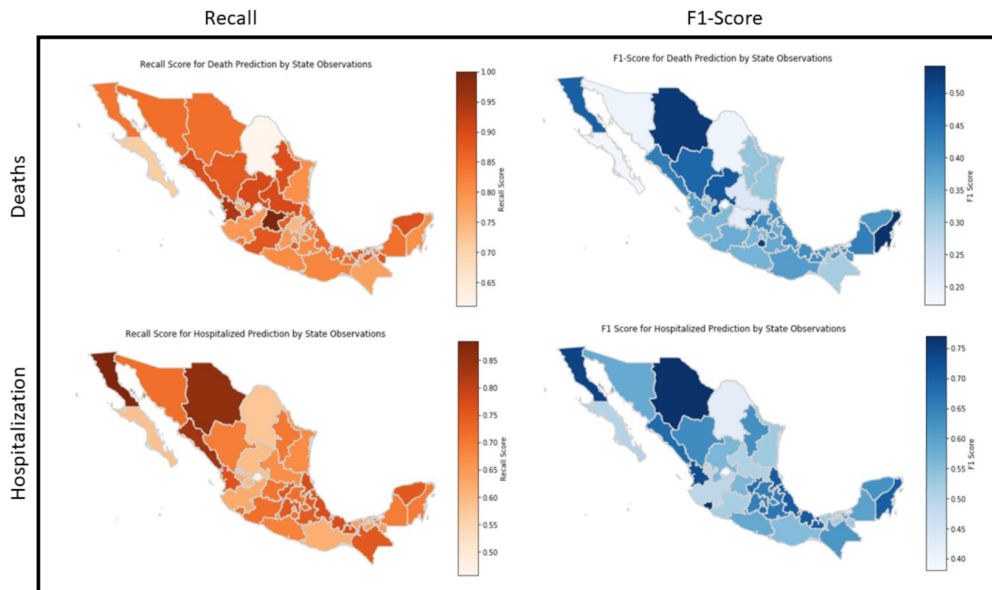 Recall
F1-Score
Deaths
Recall Score for Death Prediction by State Observations
1.00
0.95
0.90
0.85
0.80
0.75
0.70
0.65
Recall Score
F1-Score for Death Prediction by State Observations
0.50
0.45
0.40
0.35
0.30
0.25
0.20
F1 Score
Hospitalization
Recall Score for Hospitalized Prediction by State Observations
0.85
0.80
0.75
0.70
0.65
0.60
0.55
0.50
Recall Score
F1 Score for Hospitalized Prediction by State Observations
0.75
0.70
0.65
0.60
0.55
0.50
0.45
0.40
F1 Score